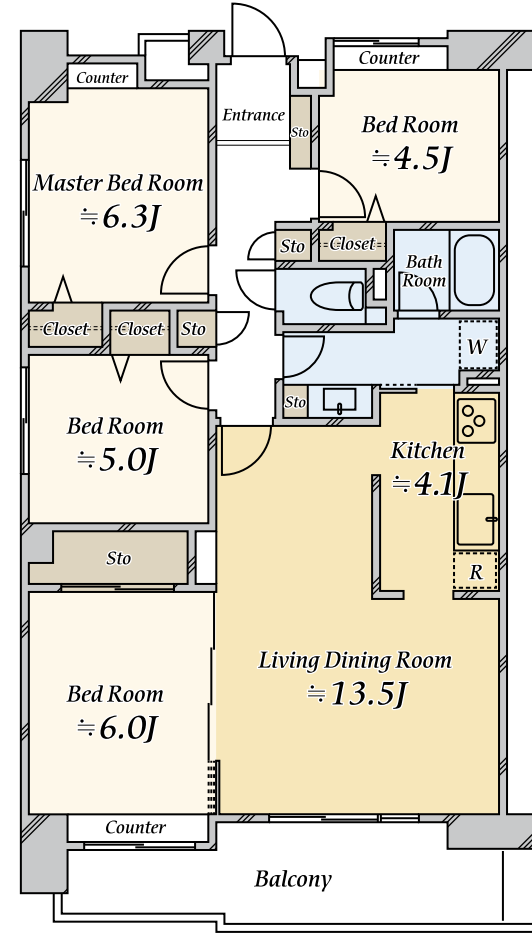 Counter
Counter
Entrance
Sto
Bed Room
≒4.5J
Master Bed Room
≒6.3J
Sto
Closet
Bath
Room
Closet
Closet
Sto
W
Sto
Bed Room
≒5.0J
Kitchen
≒4.1J
Sto
R
Living Dining Room
≒13.5J
Bed Room
≒6.0J
Counter
Balcony